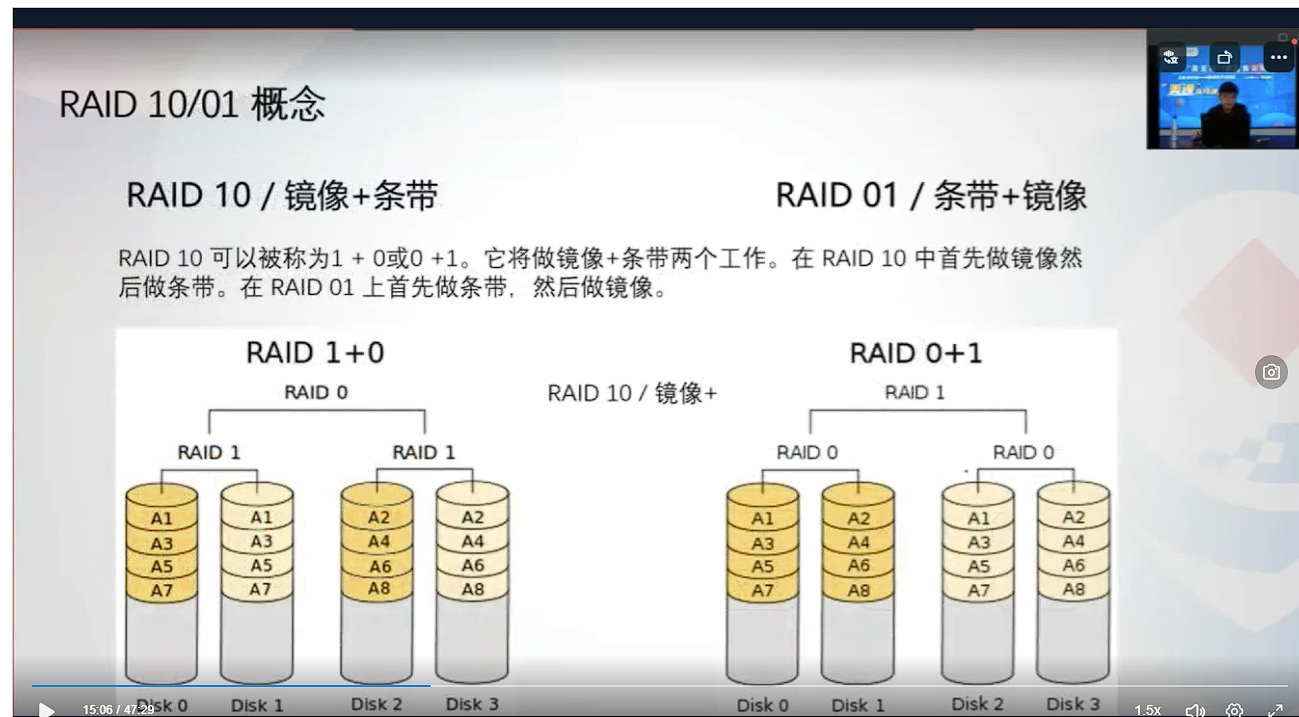 RAID 10/01 概念
RAID 10 / 镜像+条带
RAID 01 / 条带+镜像
RAID 10 可以被称为1 + 0或0 +1。它将做镜像+条带两个工作。在 RAID 10 中首先做镜像然
后做条带。在 RAID 01 上首先做条带，然后做镜像。
RAID 1+0
RAID 0
RAID 1
RAID 1
A1
A3
A5
A7
A1
A3
A5
A7
A2
A4
A6
A8
A2
A4
A6
A8
Disk 0
Disk 1
Disk 2
Disk 3
RAID 10 / 镜像+
RAID 0+1
RAID 1
RAID 0
RAID 0
A1
A3
A5
A7
A2
A4
A6
A8
A1
A3
A5
A7
A2
A4
A6
A8
Disk 0
Disk 1
Disk 2
Disk 3
15:06 / 47:29
1.5x